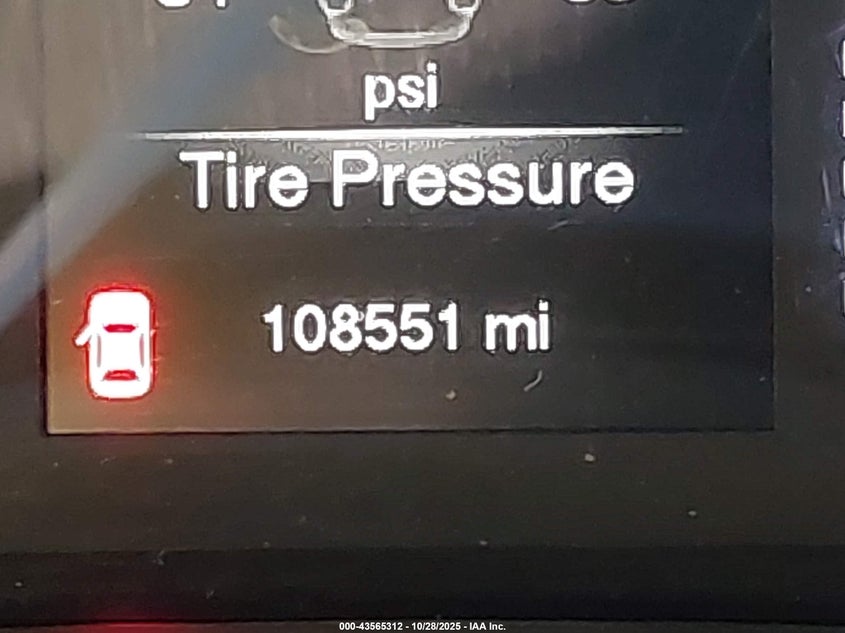 psi
Tire Pressure
108551 mi
000-43565312 - 10/28/2025 - IAA Inc.